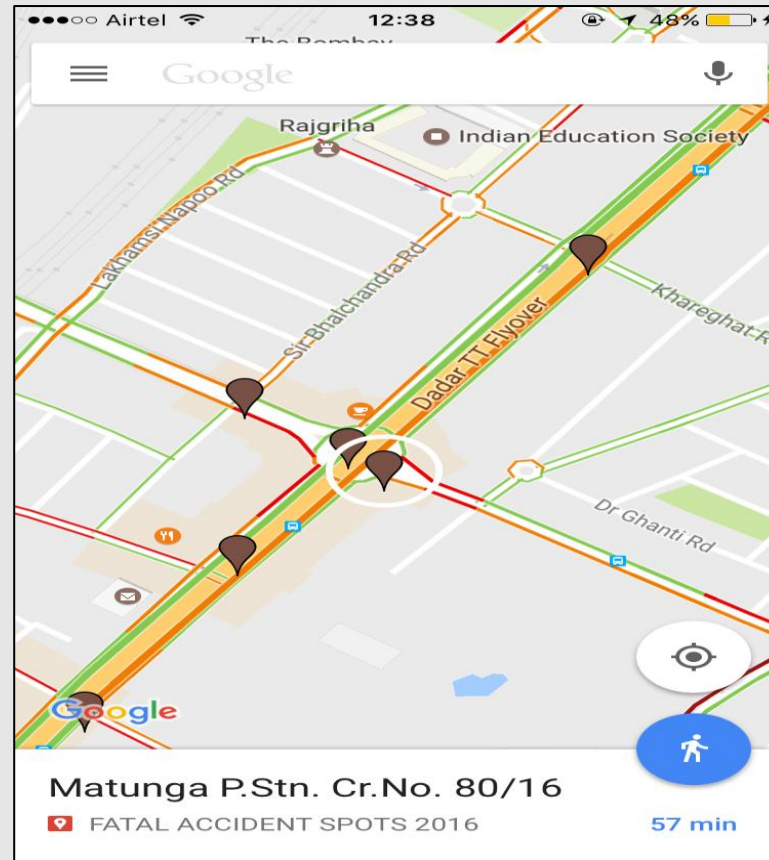 Airtel 12:38 48%
The Bombay
Google
Rajgriha
Indian Education Society
Lakhamsi Napoo Rd
Sir Bhalchandra Rd
Khareghat R
Dadar TT Flyover
Dr Ghanti Rd
Google
Matunga P.Stn. Cr.No. 80/16
FATAL ACCIDENT SPOTS 2016
57 min